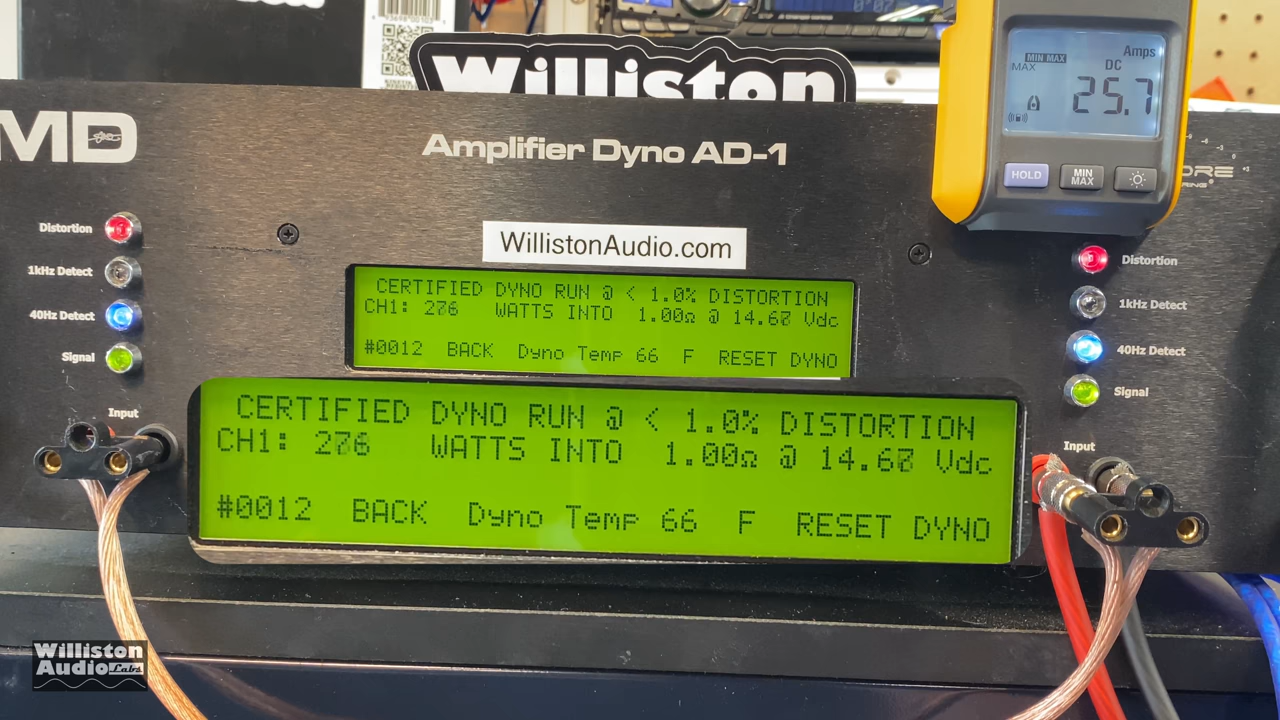 Williston
MD
Amplifier Dyno AD-1
MIN MAX
MAX
Amps
DC
25.7
HOLD
MIN
MAX
WillistonAudio.com
Distortion
1kHz Detect
40Hz Detect
Signal
Input
CERTIFIED DYNO RUN @ < 1.0% DISTORTION
CH1: 276 WATTS INTO 1.00Ω @ 14.60 Vdc
#0012 BACK Dyno Temp 66 F RESET DYNO
CERTIFIED DYNO RUN @ < 1.0% DISTORTION
CH1: 276 WATTS INTO 1.00Ω @ 14.60 Vdc
#0012 BACK Dyno Temp 66 F RESET DYNO
Distortion
1kHz Detect
40Hz Detect
Signal
Input
Williston
Audio Labs